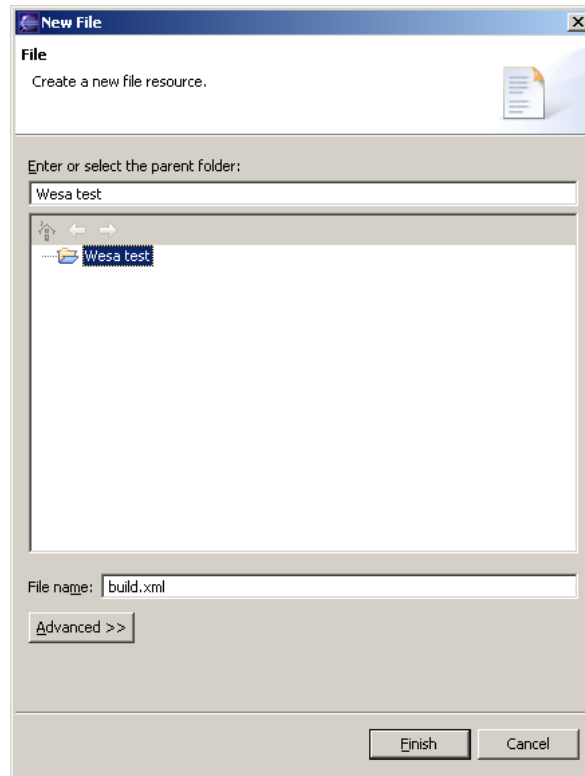 New File
File
Create a new file resource.
Enter or select the parent folder:
Wesa test
Wesa test
File name: build.xml
Advanced >>
Finish Cancel